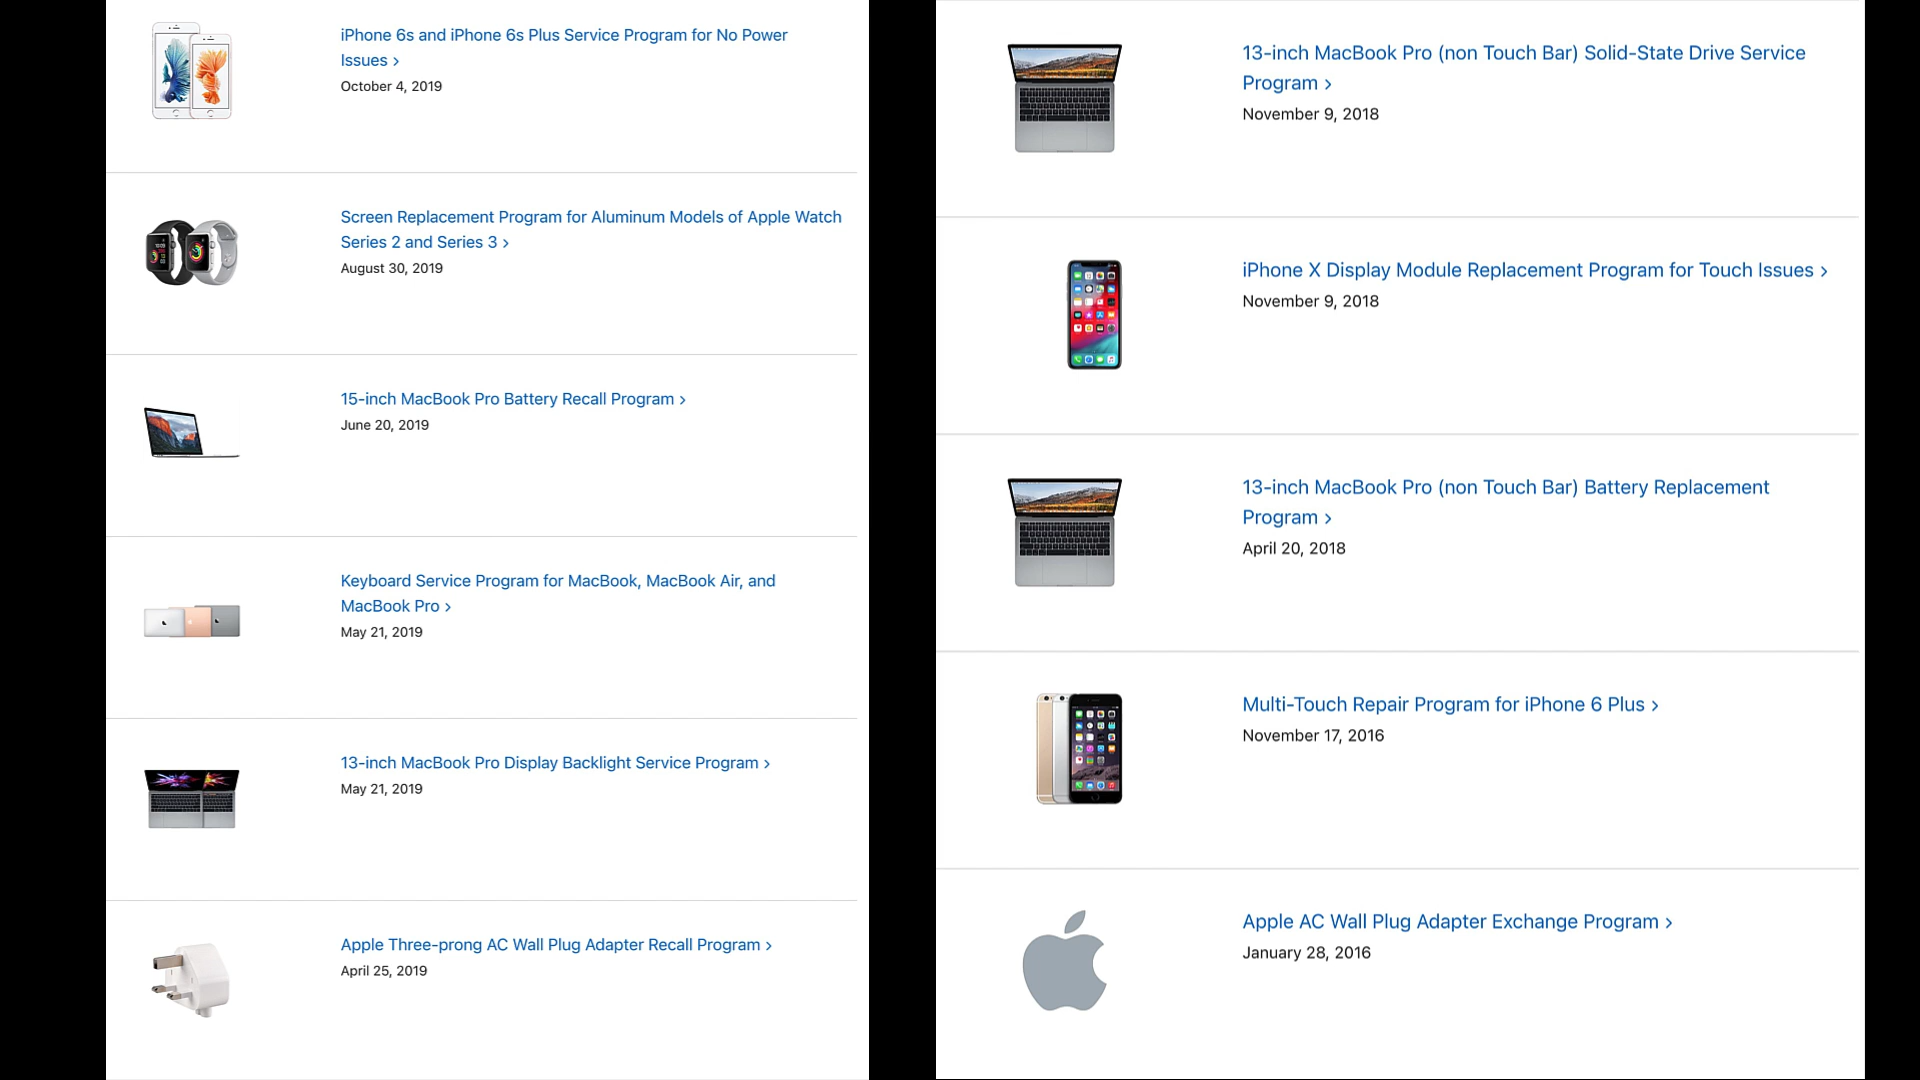 iPhone 6s and iPhone 6s Plus Service Program for No Power
Issues >
October 4, 2019
Screen Replacement Program for Aluminum Models of Apple Watch
Series 2 and Series 3 >
August 30, 2019
15-inch MacBook Pro Battery Recall Program >
June 20, 2019
Keyboard Service Program for MacBook, MacBook Air, and
MacBook Pro >
May 21, 2019
13-inch MacBook Pro Display Backlight Service Program >
May 21, 2019
Apple Three-prong AC Wall Plug Adapter Recall Program >
April 25, 2019
13-inch MacBook Pro (non Touch Bar) Solid-State Drive Service
Program >
November 9, 2018
iPhone X Display Module Replacement Program for Touch Issues >
November 9, 2018
13-inch MacBook Pro (non Touch Bar) Battery Replacement
Program >
April 20, 2018
Multi-Touch Repair Program for iPhone 6 Plus >
November 17, 2016
Apple AC Wall Plug Adapter Exchange Program >
January 28, 2016